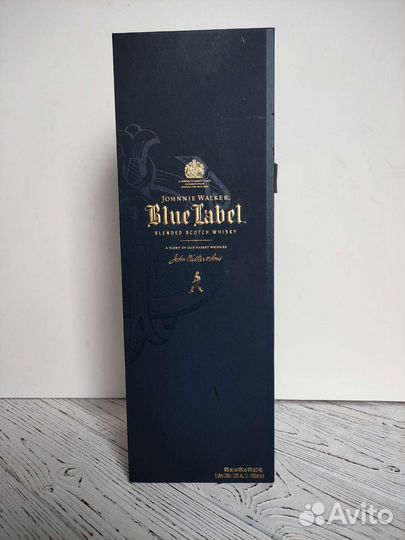 JOHNNIE WALKER.
Blue Label
BLENDED SCOTCH WHISKY
A BLEND OF OUR RAREST WHISKIES
John Walker & Sons
Avito